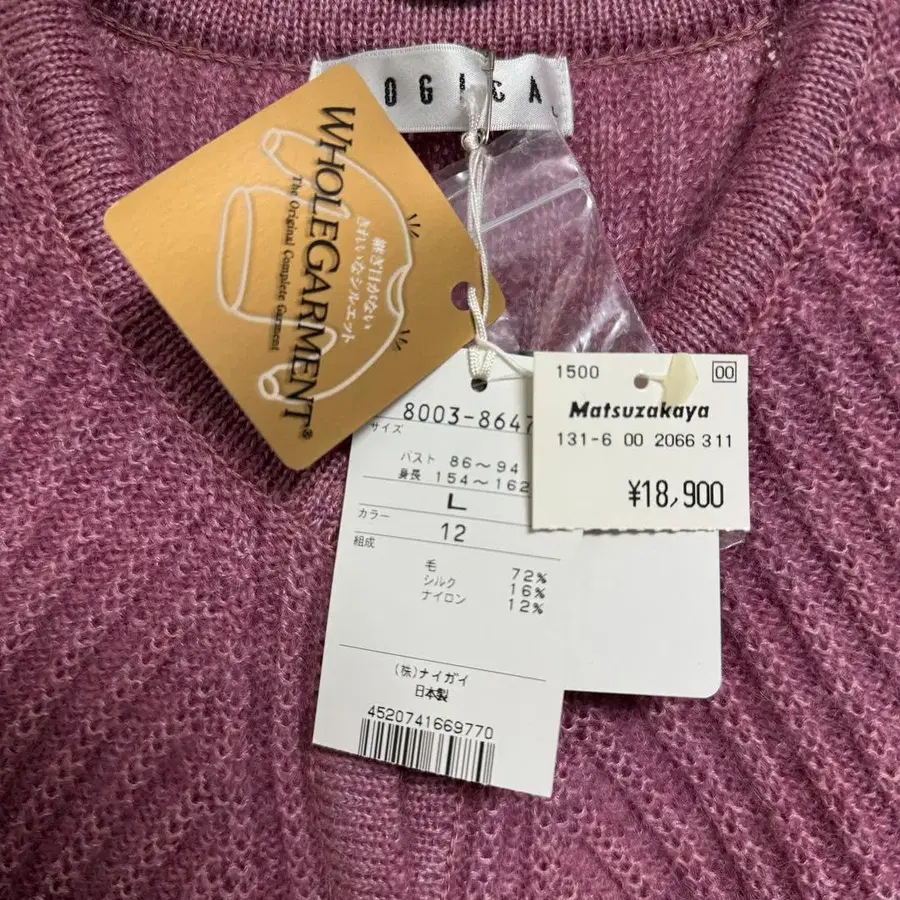 WHOLEGARMENT®
The Original Complete Garment
継ぎ目がない
きれいなシルエット
1500 00
Matsuzakaya
131-6 00 2066 311
¥18,900
8003-8647
サイズ
バスト 86〜94
身長 154〜162
L
カラー
12
組成
毛 72%
シルク 16%
ナイロン 12%
(株)ナイガイ
日本製
4520741669770